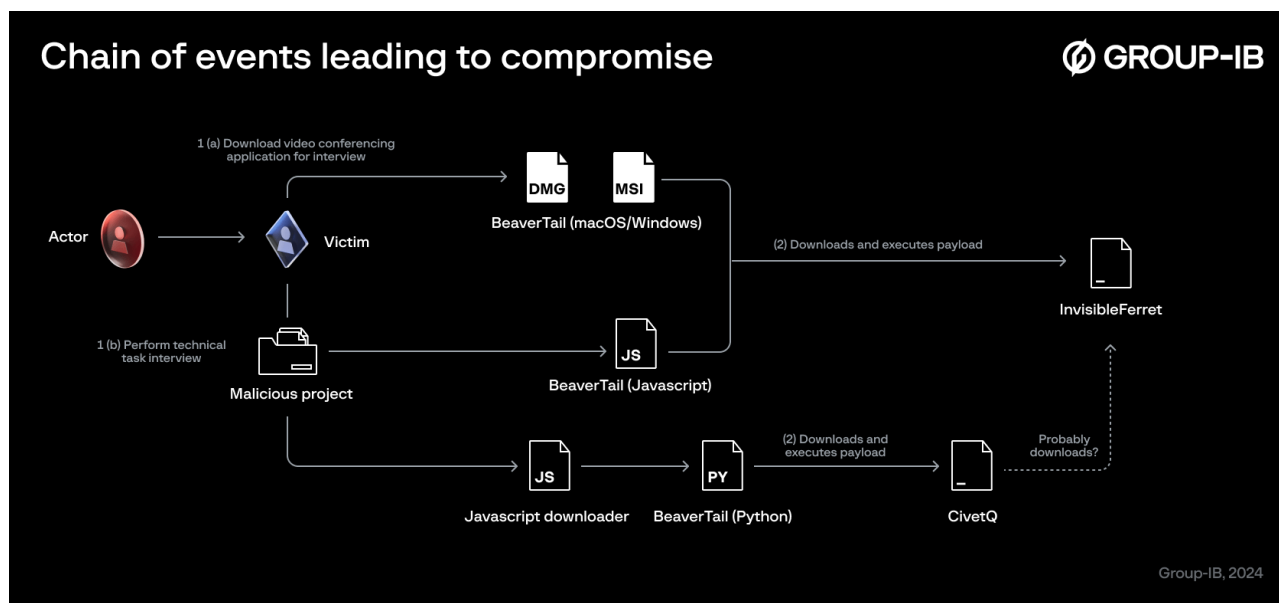 Chain of events leading to compromise
GROUP-IB
1 (a) Download video conferencing
application for interview
DMG
MSI
BeaverTail (macOS/Windows)
Actor
Victim
(2) Downloads and executes payload
InvisibleFerret
1 (b) Perform technical
task interview
Malicious project
JS
BeaverTail (Javascript)
(2) Downloads and
executes payload
Probably
downloads?
JS
PY
Javascript downloader
BeaverTail (Python)
CivetQ
Group-IB, 2024